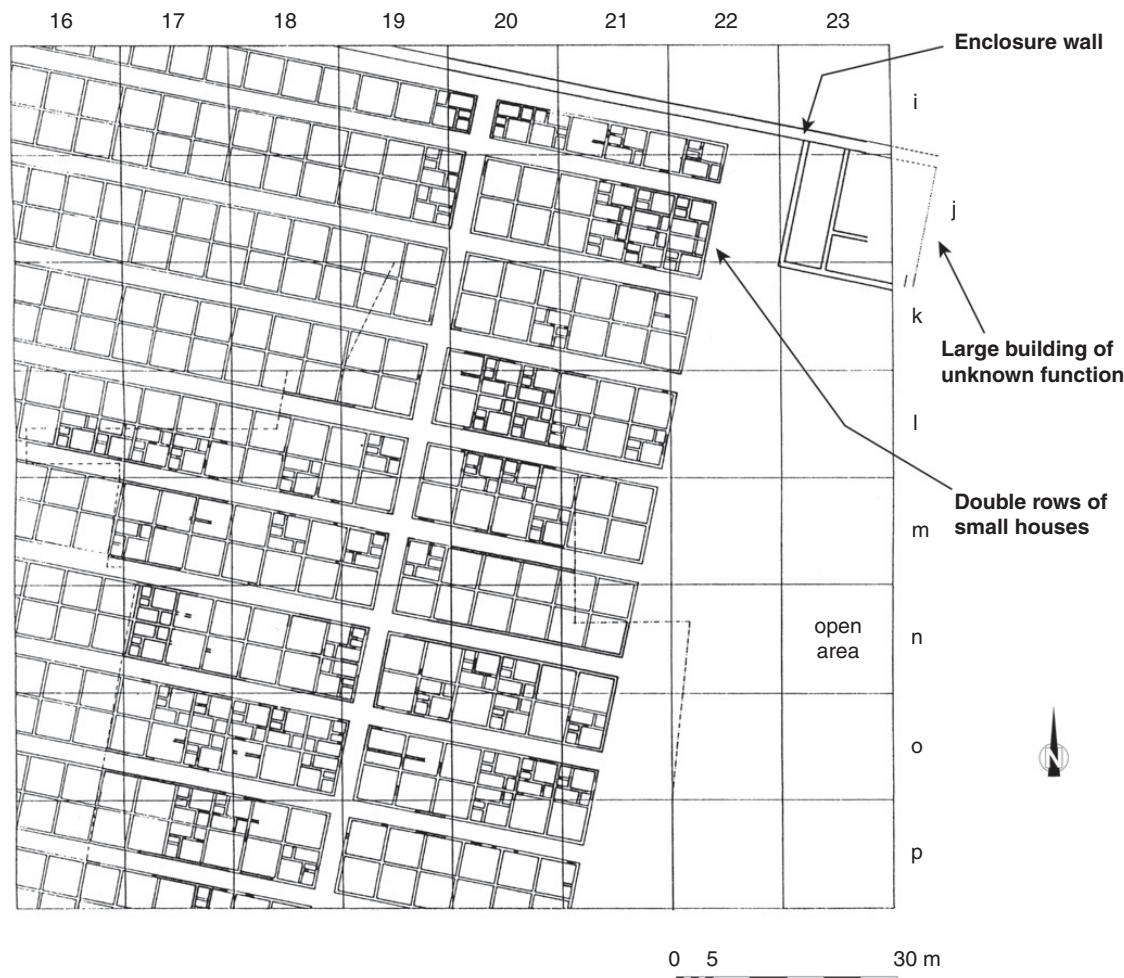 16 17 18 19 20 21 22 23
Enclosure wall
i
j
k
Large building of
unknown function
l
Double rows of
small houses
m
open
area
n
o
N
p
0 5 30 m